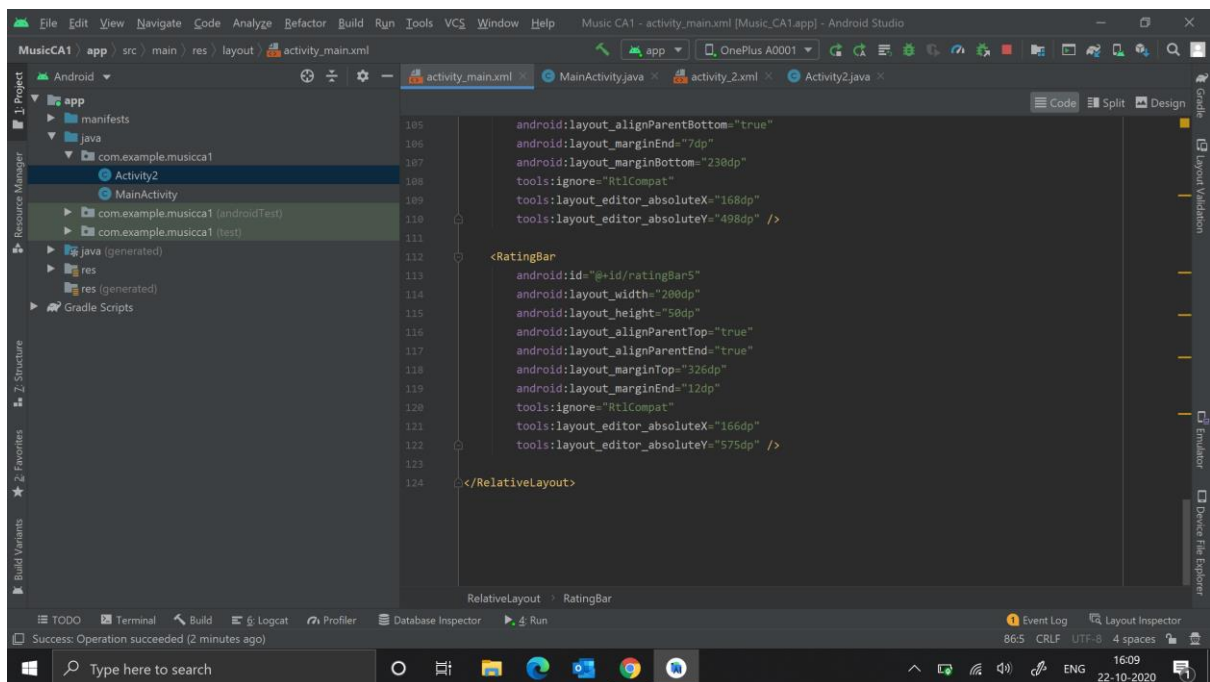 File Edit View Navigate Code Analyze Refactor Build Run Tools VCS Window Help Music CA1 - activity_main.xml [Music_CA1.app] - Android Studio
MusicCA1 app src main res layout activity_main.xml app OnePlus A0001
1: Project
Resource Manager
Z: Structure
2: Favorites
Build Variants
Android
app
manifests
java
com.example.musicca1
Activity2
MainActivity
com.example.musicca1 (androidTest)
com.example.musicca1 (test)
java (generated)
res
res (generated)
Gradle Scripts
activity_main.xml MainActivity.java activity_2.xml Activity2.java
Code Split Design
105 android:layout_alignParentBottom="true"
106 android:layout_marginEnd="7dp"
107 android:layout_marginBottom="230dp"
108 tools:ignore="RtlCompat"
109 tools:layout_editor_absoluteX="168dp"
110 tools:layout_editor_absoluteY="498dp" />
111
112 <RatingBar
113 android:id="@+id/ratingBar5"
114 android:layout_width="200dp"
115 android:layout_height="50dp"
116 android:layout_alignParentTop="true"
117 android:layout_alignParentEnd="true"
118 android:layout_marginTop="326dp"
119 android:layout_marginEnd="12dp"
120 tools:ignore="RtlCompat"
121 tools:layout_editor_absoluteX="166dp"
122 tools:layout_editor_absoluteY="575dp" />
123
124 </RelativeLayout>
RelativeLayout RatingBar
Gradle
Layout Validation
Emulator
Device File Explorer
TODO Terminal Build 6: Logcat Profiler Database Inspector 4: Run 1 Event Log Layout Inspector
Success: Operation succeeded (2 minutes ago) 86:5 CRLF UTF-8 4 spaces
Type here to search ENG 16:09
22-10-2020 1